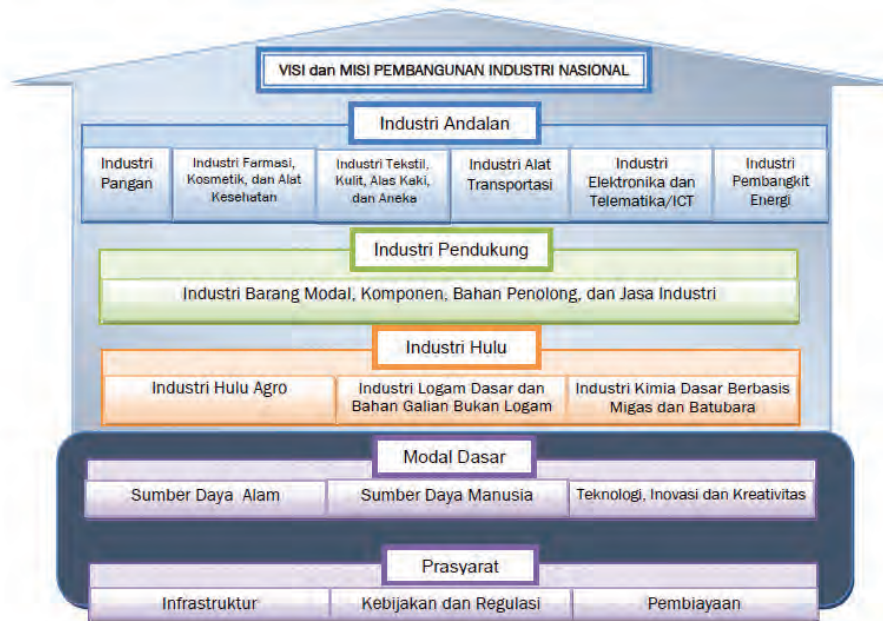 VISI dan MISI PEMBANGUNAN INDUSTRI NASIONAL
Industri Andalan
Industri
Pangan
Industri Farmasi,
Kosmetik, dan Alat
Kesehatan
Industri Tekstil,
Kulit, Alas Kaki,
dan Aneka
Industri Alat
Transportasi
Industri
Elektronika dan
Telematika/ICT
Industri
Pembangkit
Energi
Industri Pendukung
Industri Barang Modal, Komponen, Bahan Penolong, dan Jasa Industri
Industri Hulu
Industri Hulu Agro
Industri Logam Dasar dan
Bahan Galian Bukan Logam
Industri Kimia Dasar Berbasis
Migas dan Batubara
Modal Dasar
Sumber Daya Alam
Sumber Daya Manusia
Teknologi, Inovasi dan Kreativitas
Prasyarat
Infrastruktur
Kebijakan dan Regulasi
Pembiayaan